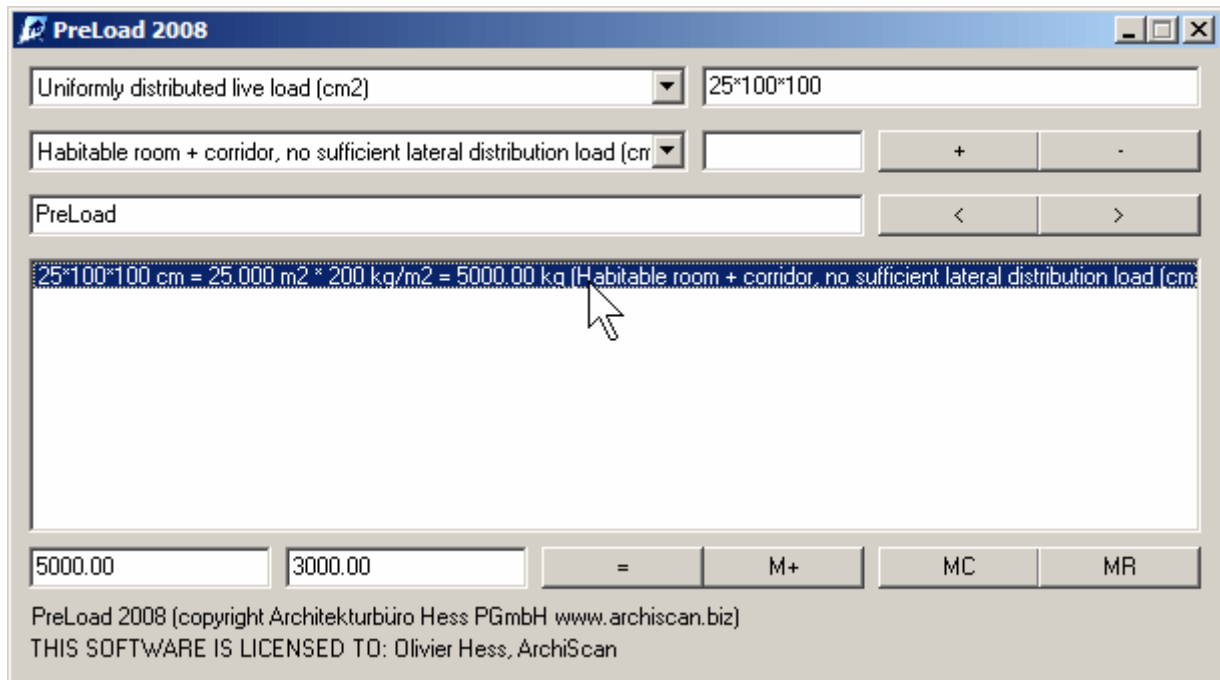 PreLoad 2008
Uniformly distributed live load (cm2) 25*100*100
Habitable room + corridor, no sufficient lateral distribution load (cm + -
PreLoad < >
25*100*100 cm = 25.000 m2 * 200 kg/m2 = 5000.00 kg (Habitable room + corridor, no sufficient lateral distribution load (cm
5000.00 3000.00 = M+ MC MR
PreLoad 2008 (copyright Architekturbüro Hess PGmbH www.archiscan.biz)
THIS SOFTWARE IS LICENSED TO: Olivier Hess, ArchiScan